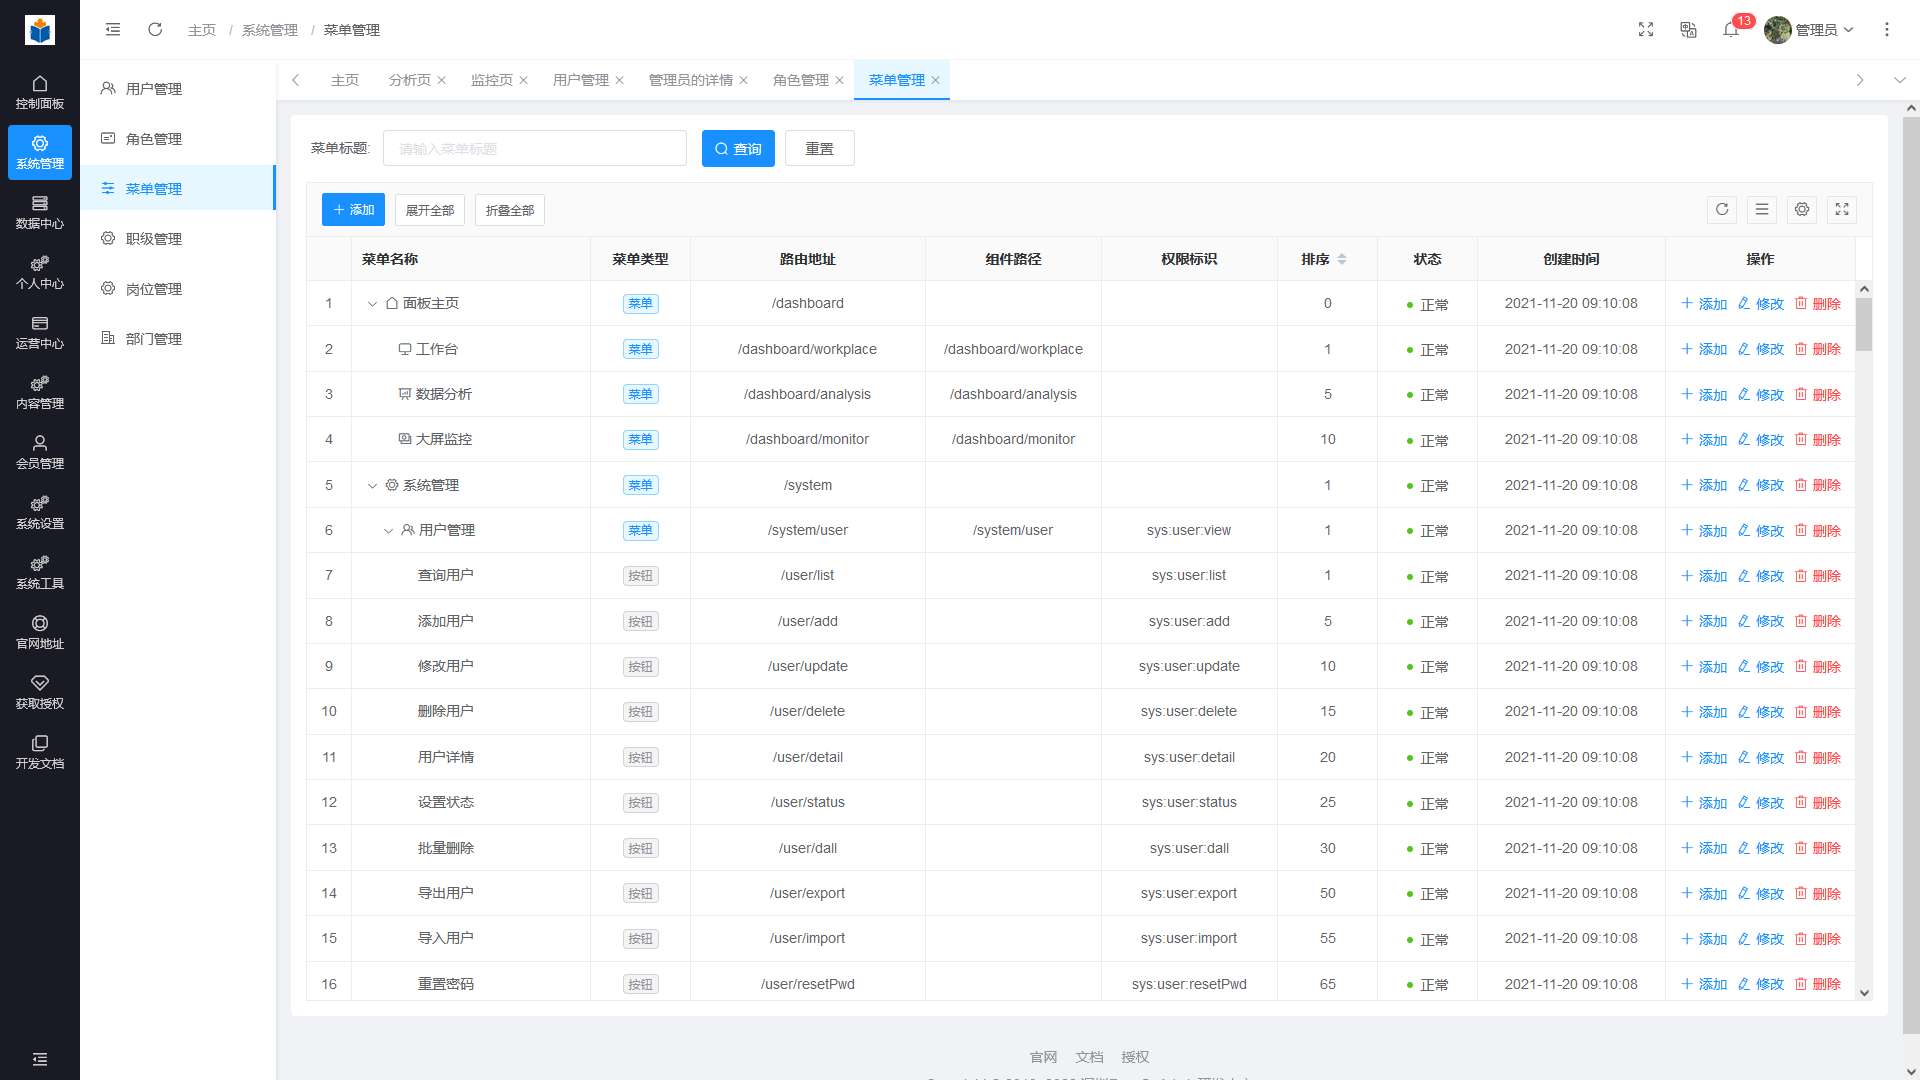 主页 / 系统管理 / 菜单管理
13
管理员
控制面板
系统管理
数据中心
个人中心
运营中心
内容管理
会员管理
系统设置
系统工具
官网地址
获取授权
开发文档
用户管理
角色管理
菜单管理
职级管理
岗位管理
部门管理
主页 分析页 监控页 用户管理 管理员的详情 角色管理 菜单管理
菜单标题: 请输入菜单标题 查询 重置
添加 展开全部 折叠全部
菜单名称 菜单类型 路由地址 组件路径 权限标识 排序 状态 创建时间 操作
1 面板主页 菜单 /dashboard 0 正常 2021-11-20 09:10:08 添加 修改 删除
2 工作台 菜单 /dashboard/workplace /dashboard/workplace 1 正常 2021-11-20 09:10:08 添加 修改 删除
3 数据分析 菜单 /dashboard/analysis /dashboard/analysis 5 正常 2021-11-20 09:10:08 添加 修改 删除
4 大屏监控 菜单 /dashboard/monitor /dashboard/monitor 10 正常 2021-11-20 09:10:08 添加 修改 删除
5 系统管理 菜单 /system 1 正常 2021-11-20 09:10:08 添加 修改 删除
6 用户管理 菜单 /system/user /system/user sys:user:view 1 正常 2021-11-20 09:10:08 添加 修改 删除
7 查询用户 按钮 /user/list sys:user:list 1 正常 2021-11-20 09:10:08 添加 修改 删除
8 添加用户 按钮 /user/add sys:user:add 5 正常 2021-11-20 09:10:08 添加 修改 删除
9 修改用户 按钮 /user/update sys:user:update 10 正常 2021-11-20 09:10:08 添加 修改 删除
10 删除用户 按钮 /user/delete sys:user:delete 15 正常 2021-11-20 09:10:08 添加 修改 删除
11 用户详情 按钮 /user/detail sys:user:detail 20 正常 2021-11-20 09:10:08 添加 修改 删除
12 设置状态 按钮 /user/status sys:user:status 25 正常 2021-11-20 09:10:08 添加 修改 删除
13 批量删除 按钮 /user/dall sys:user:dall 30 正常 2021-11-20 09:10:08 添加 修改 删除
14 导出用户 按钮 /user/export sys:user:export 50 正常 2021-11-20 09:10:08 添加 修改 删除
15 导入用户 按钮 /user/import sys:user:import 55 正常 2021-11-20 09:10:08 添加 修改 删除
16 重置密码 按钮 /user/resetPwd sys:user:resetPwd 65 正常 2021-11-20 09:10:08 添加 修改 删除
官网 文档 授权